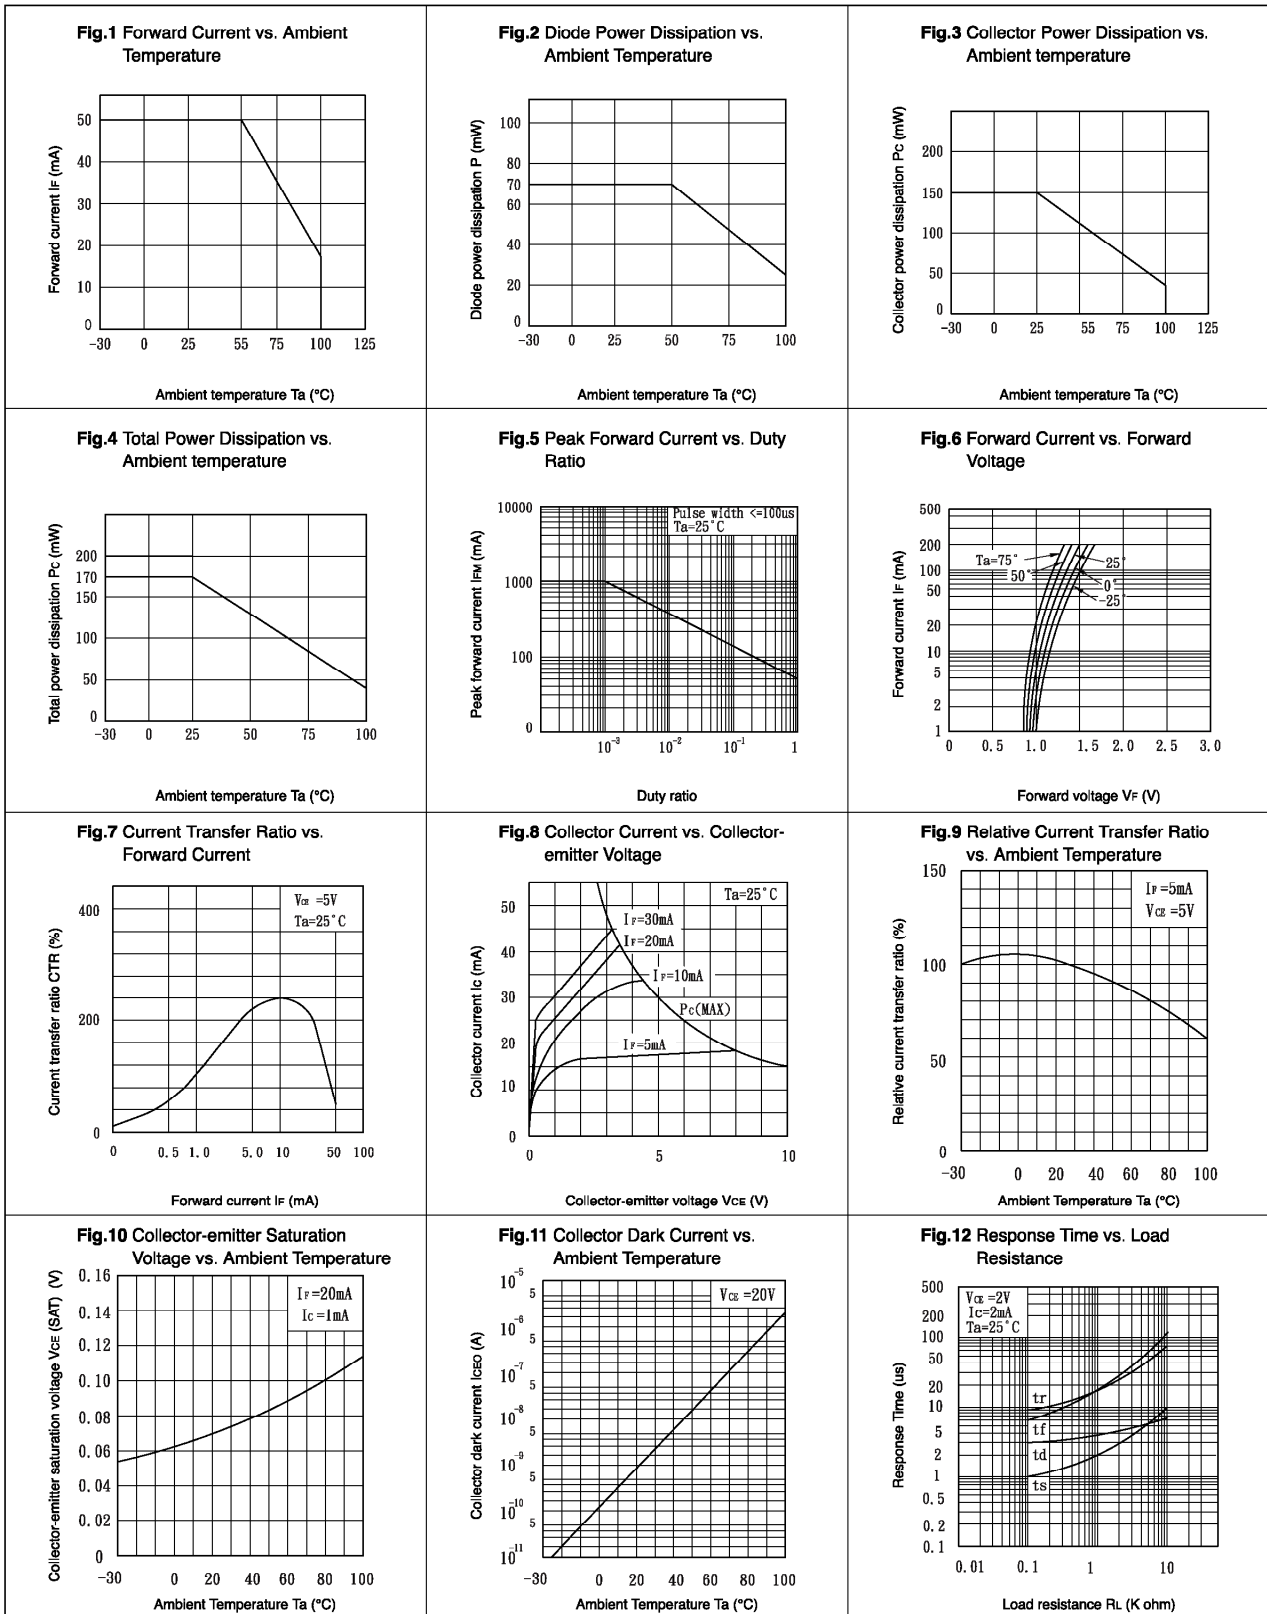 Fig.1 Forward Current vs. Ambient
Temperature
Forward current IF (mA)
50
40
30
20
10
0
-30 0 25 55 75 100 125
Ambient temperature Ta (°C)
Fig.2 Diode Power Dissipation vs.
Ambient Temperature
Diode power dissipation P (mW)
100
80
70
60
40
20
0
-30 0 25 50 75 100
Ambient temperature Ta (°C)
Fig.3 Collector Power Dissipation vs.
Ambient temperature
Collector power dissipation Pc (mW)
200
150
100
50
0
-30 0 25 55 75 100 125
Ambient temperature Ta (°C)
Fig.4 Total Power Dissipation vs.
Ambient temperature
Total power dissipation Pc (mW)
200
170
150
100
50
0
-30 0 25 50 75 100
Ambient temperature Ta (°C)
Fig.5 Peak Forward Current vs. Duty
Ratio
Peak forward current IFM (mA)
Pulse width <=100us
Ta=25°C
10000
1000
100
0
10⁻³ 10⁻² 10⁻¹ 1
Duty ratio
Fig.6 Forward Current vs. Forward
Voltage
Forward current IF (mA)
500
200
100
50
20
10
5
2
1
Ta=75°
50°
25°
0°
-25°
0 0.5 1.0 1.5 2.0 2.5 3.0
Forward voltage VF (V)
Fig.7 Current Transfer Ratio vs.
Forward Current
Current transfer ratio CTR (%)
VCE =5V
Ta=25°C
400
200
0
0 0.5 1.0 5.0 10 50 100
Forward current IF (mA)
Fig.8 Collector Current vs. Collector-
emitter Voltage
Collector current Ic (mA)
Ta=25°C
50
40
30
20
10
0
IF=30mA
IF=20mA
IF=10mA
Pc(MAX)
IF=5mA
0 5 10
Collector-emitter voltage VCE (V)
Fig.9 Relative Current Transfer Ratio
vs. Ambient Temperature
Relative current transfer ratio (%)
IF=5mA
VCE =5V
150
100
50
0
-30 0 20 40 60 80 100
Ambient Temperature Ta (°C)
Fig.10 Collector-emitter Saturation
Voltage vs. Ambient Temperature
Collector-emitter saturation voltage VCE (SAT) (V)
IF=20mA
Ic=1mA
0.16
0.14
0.12
0.10
0.08
0.06
0.04
0.02
0
-30 0 20 40 60 80 100
Ambient Temperature Ta (°C)
Fig.11 Collector Dark Current vs.
Ambient Temperature
Collector dark current ICEO (A)
VCE =20V
10⁻⁵
5
10⁻⁶
5
10⁻⁷
5
10⁻⁸
5
10⁻⁹
5
10⁻¹⁰
5
10⁻¹¹
-30 0 20 40 60 80 100
Ambient Temperature Ta (°C)
Fig.12 Response Time vs. Load
Resistance
Response Time (us)
VCE =2V
Ic=2mA
Ta=25°C
500
200
100
50
20
10
5
2
1
0.5
0.2
0.1
tr
tf
td
ts
0.01 0.1 1 10
Load resistance RL (K ohm)